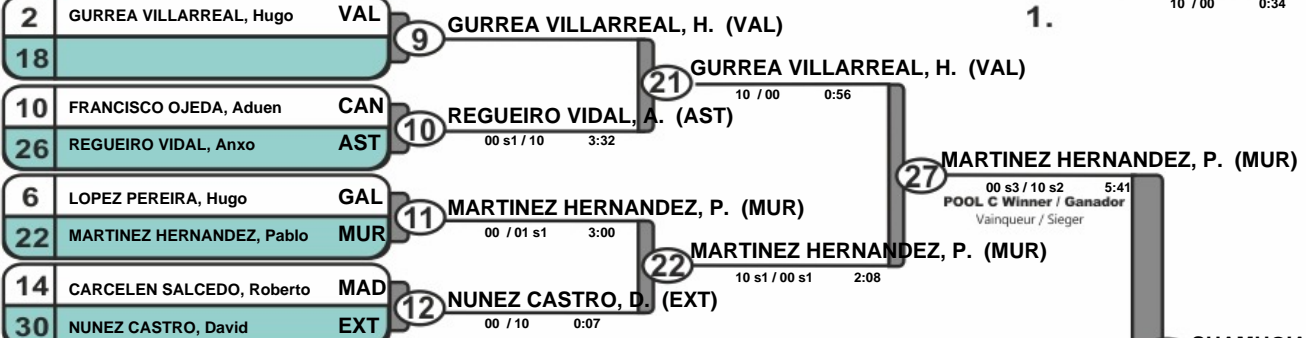 10 / 00 0:34
1.
2 GURREA VILLARREAL, Hugo VAL
18
9 GURREA VILLARREAL, H. (VAL)
21 GURREA VILLARREAL, H. (VAL)
10 / 00 0:56
10 FRANCISCO OJEDA, Aduen CAN
26 REGUEIRO VIDAL, Anxo AST
10 REGUEIRO VIDAL, A. (AST)
00 s1 / 10 3:32
27 MARTINEZ HERNANDEZ, P. (MUR)
00 s3 / 10 s2 5:41
POOL C Winner / Ganador
Vainqueur / Sieger
6 LOPEZ PEREIRA, Hugo GAL
22 MARTINEZ HERNANDEZ, Pablo MUR
11 MARTINEZ HERNANDEZ, P. (MUR)
00 / 01 s1 3:00
22 MARTINEZ HERNANDEZ, P. (MUR)
10 s1 / 00 s1 2:08
14 CARCELEN SALCEDO, Roberto MAD
30 NUNEZ CASTRO, David EXT
12 NUNEZ CASTRO, D. (EXT)
00 / 10 0:07